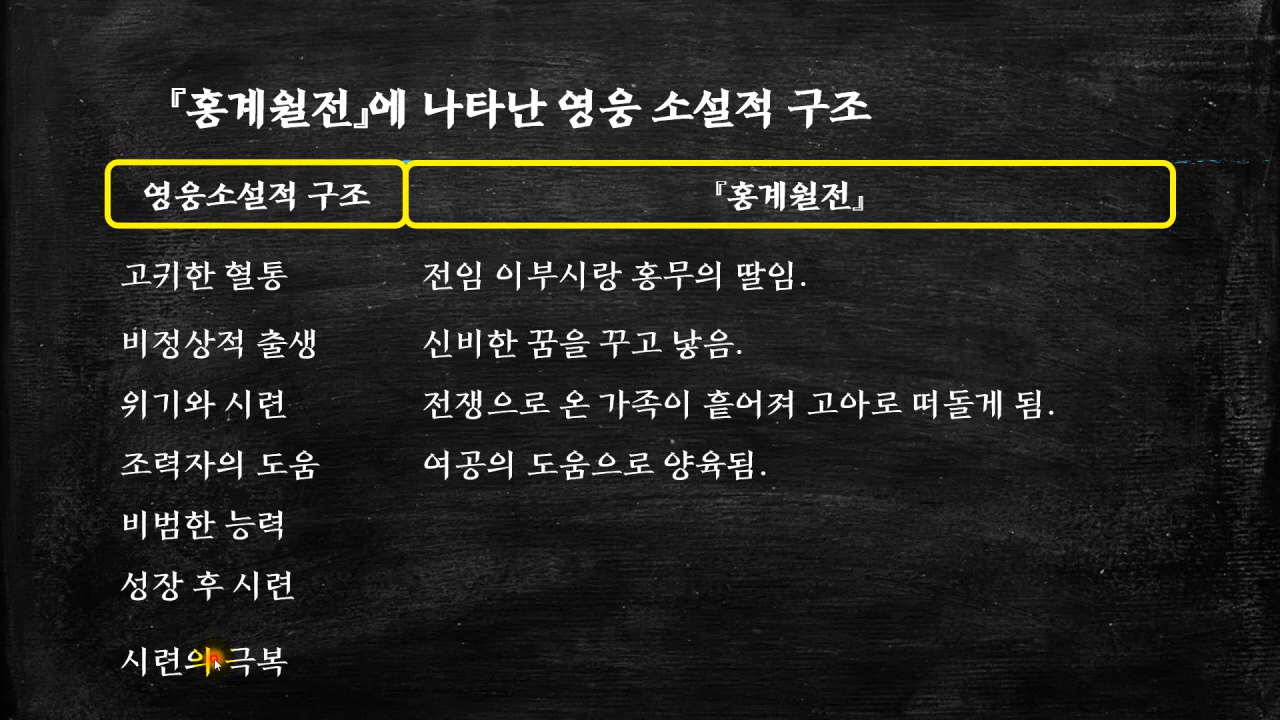 『홍계월전』에 나타난 영웅 소설적 구조
영웅소설적 구조 『홍계월전』
고귀한 혈통 전임 이부시랑 홍무의 딸임.
비정상적 출생 신비한 꿈을 꾸고 낳음.
위기와 시련 전쟁으로 온 가족이 흩어져 고아로 떠돌게 됨.
조력자의 도움 여공의 도움으로 양육됨.
비범한 능력
성장 후 시련
시련의 극복